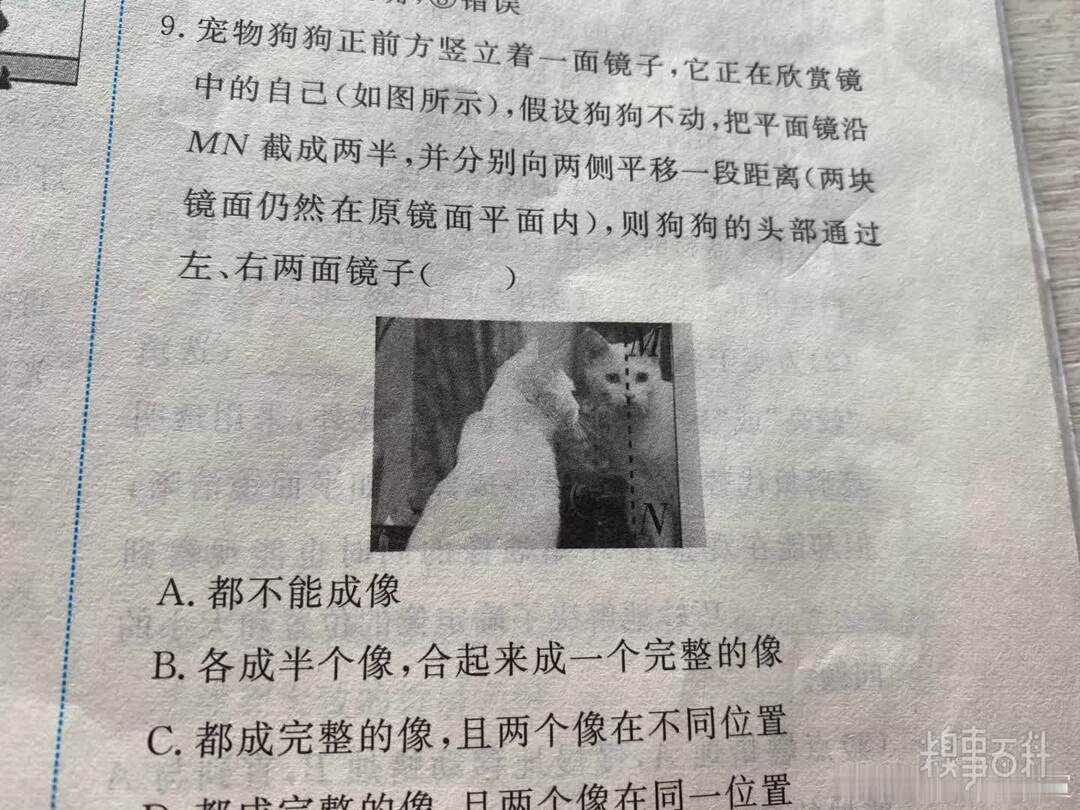 错误
9. 宠物狗狗正前方竖立着一面镜子,它正在欣赏镜
中的自己(如图所示),假设狗狗不动,把平面镜沿
MN 截成两半,并分别向两侧平移一段距离(两块
镜面仍然在原镜面平面内),则狗狗的头部通过
左、右两面镜子(　　)
M
N
A. 都不能成像
B. 各成半个像,合起来成一个完整的像
C. 都成完整的像,且两个像在不同位置
D. 都成完整的像,且两个像在同一位置
糗事百科